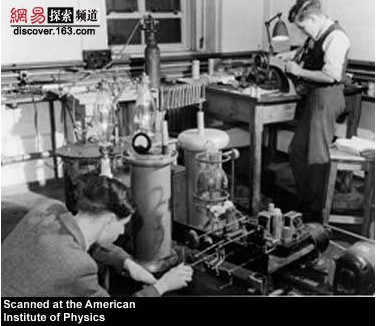 網易 探索 频道
discover.163.com
Scanned at the American
Institute of Physics